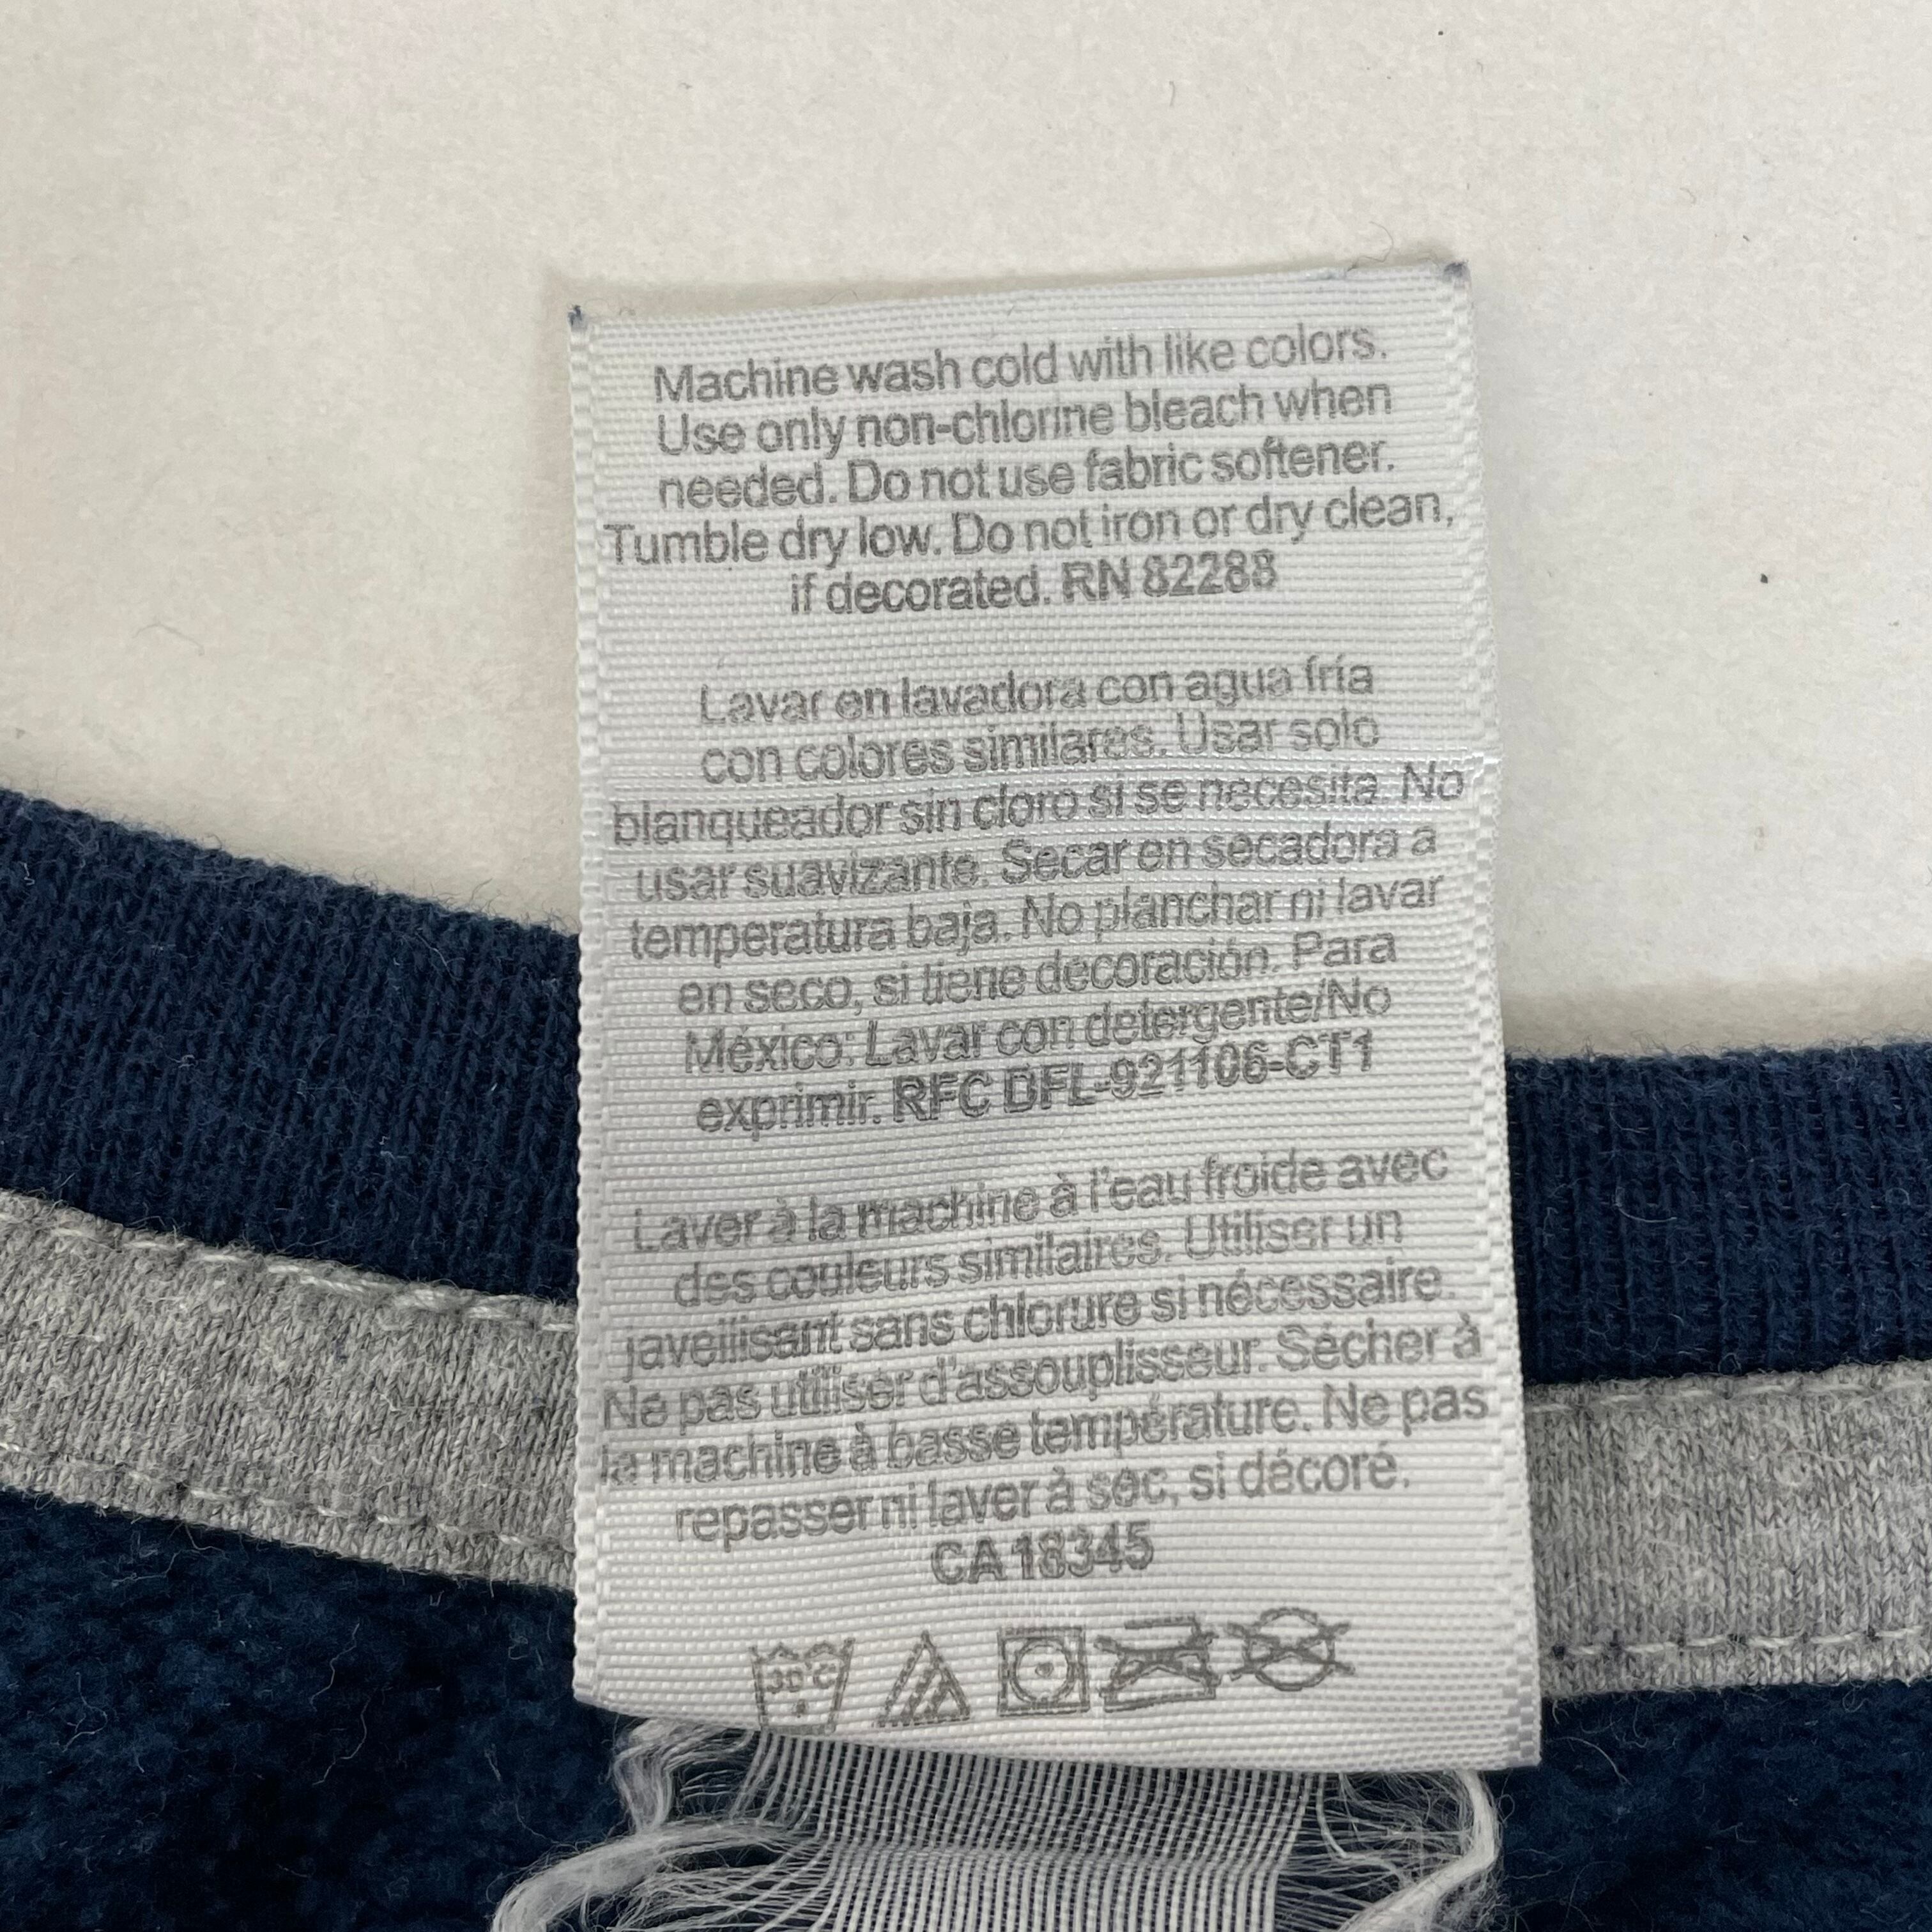 Machine wash cold with like colors.
Use only non-chlorine bleach when
needed. Do not use fabric softener.
Tumble dry low. Do not iron or dry clean,
if decorated. RN 82288
Lavar en lavadora con agua fría
con colores similares. Usar solo
blanqueador sin cloro si se necesita. No
usar suavizante. Secar en secadora a
temperatura baja. No planchar ni lavar
en seco, si tiene decoración. Para
México: Lavar con detergente/No
exprimir. RFC DFL-921106-CT1
Laver à la machine à l'eau froide avec
des couleurs similaires. Utiliser un
javellisant sans chlorure si nécessaire.
Ne pas utiliser d'assouplisseur. Sécher à
la machine à basse température. Ne pas
repasser ni laver à sec, si décoré.
CA 18345
30°C